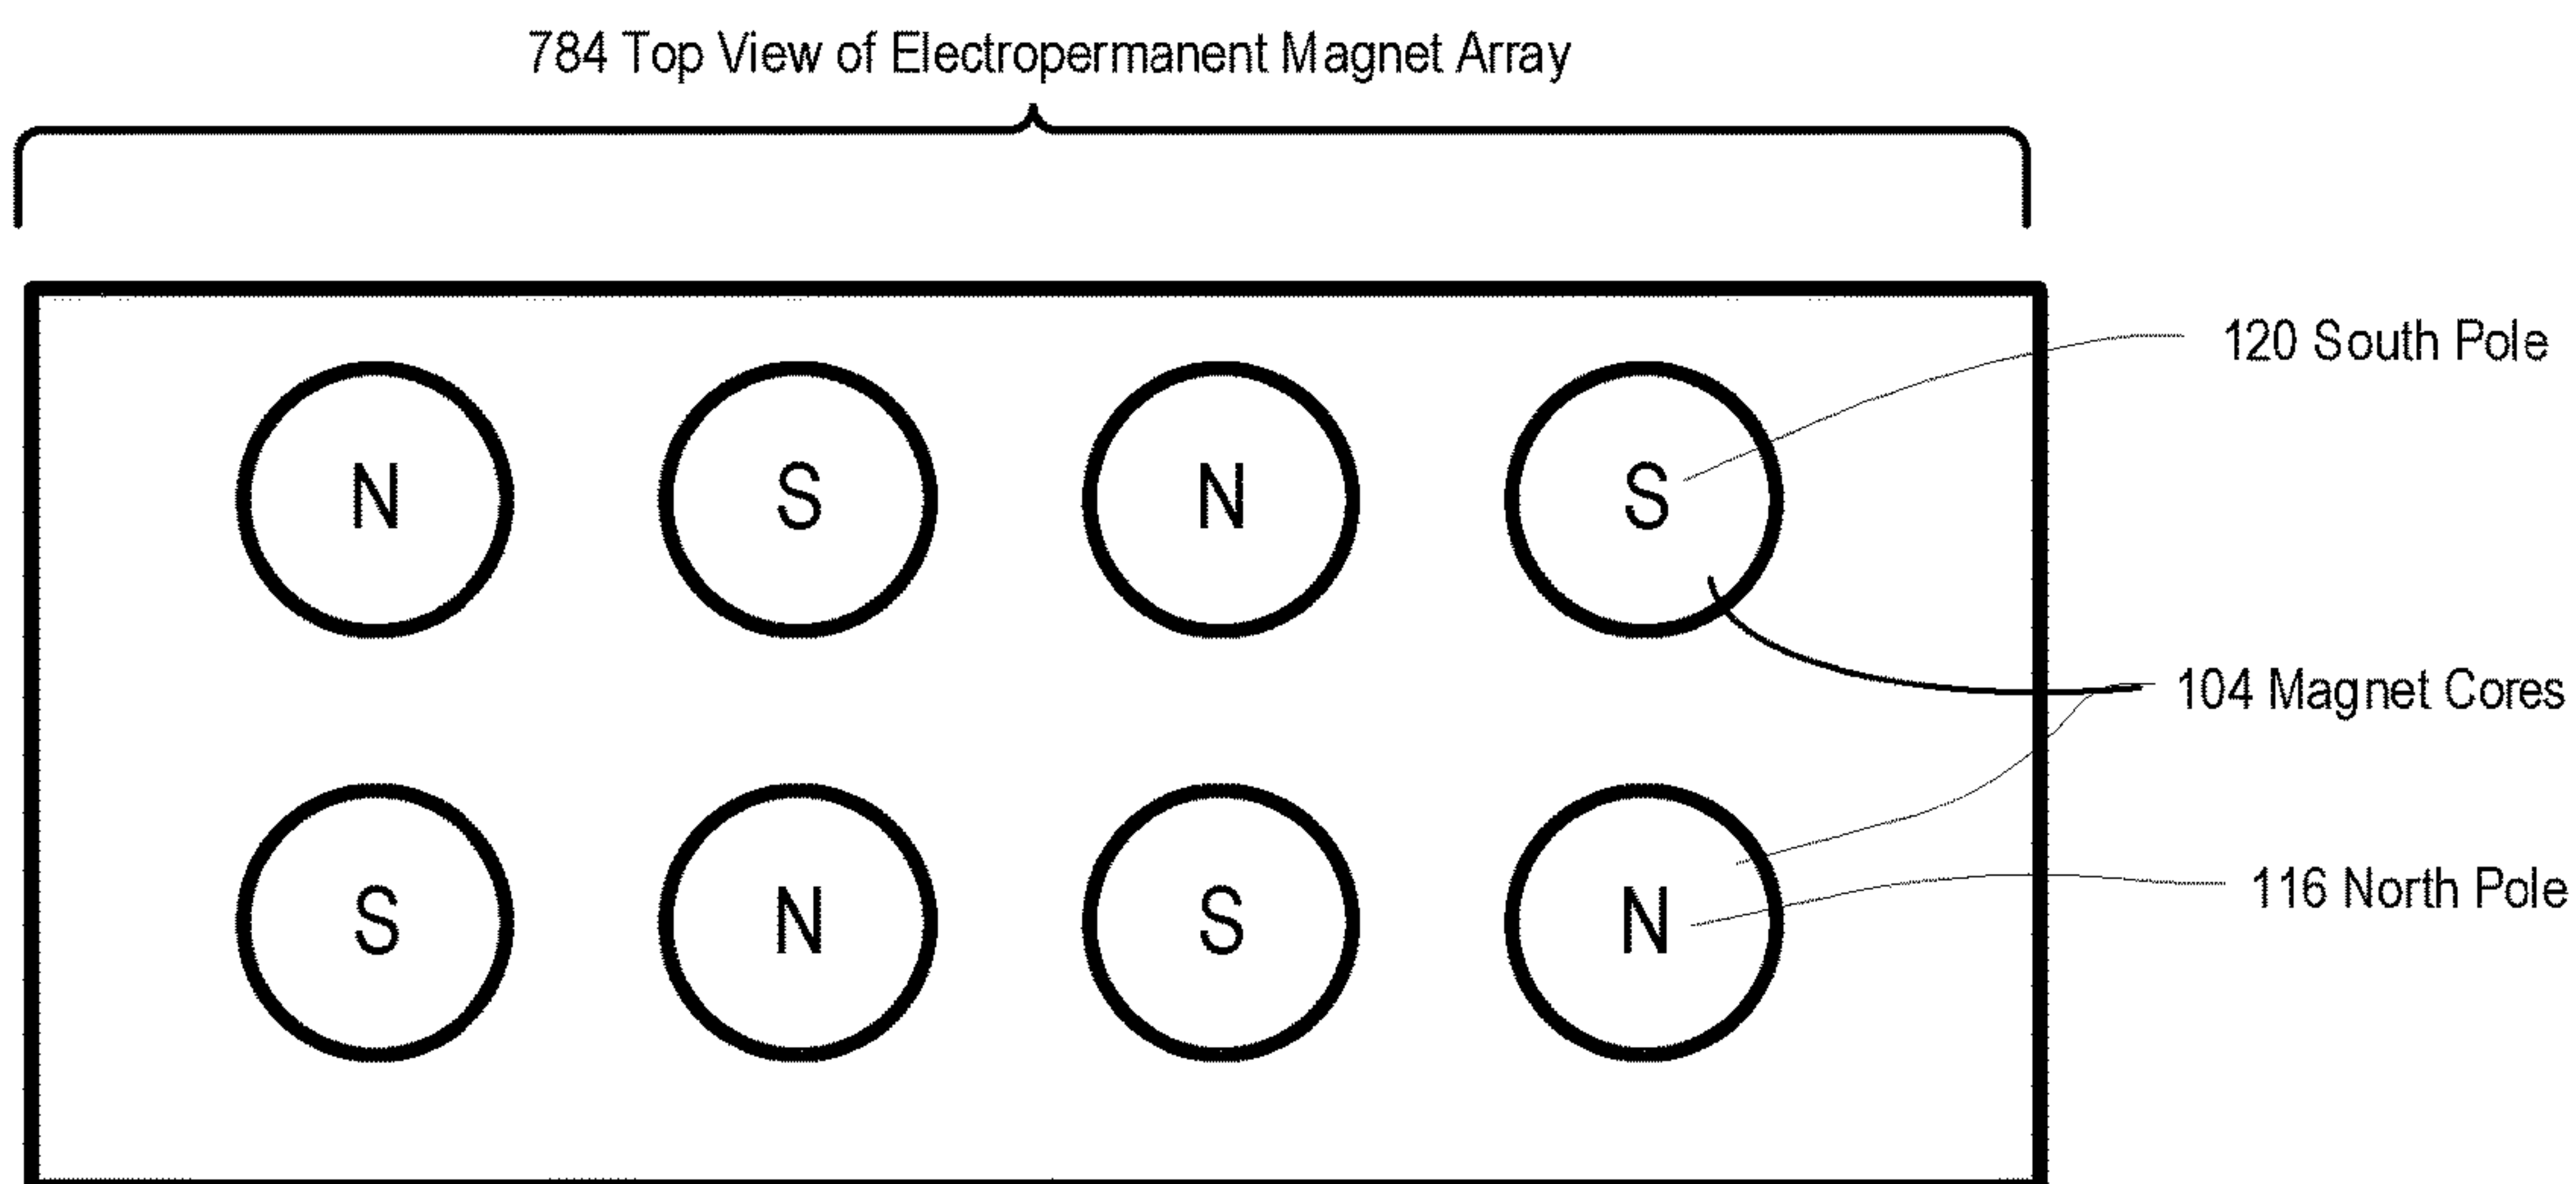 784 Top View of Electropermanent Magnet Array
120 South Pole
N S N S
104 Magnet Cores
116 North Pole
S N S N